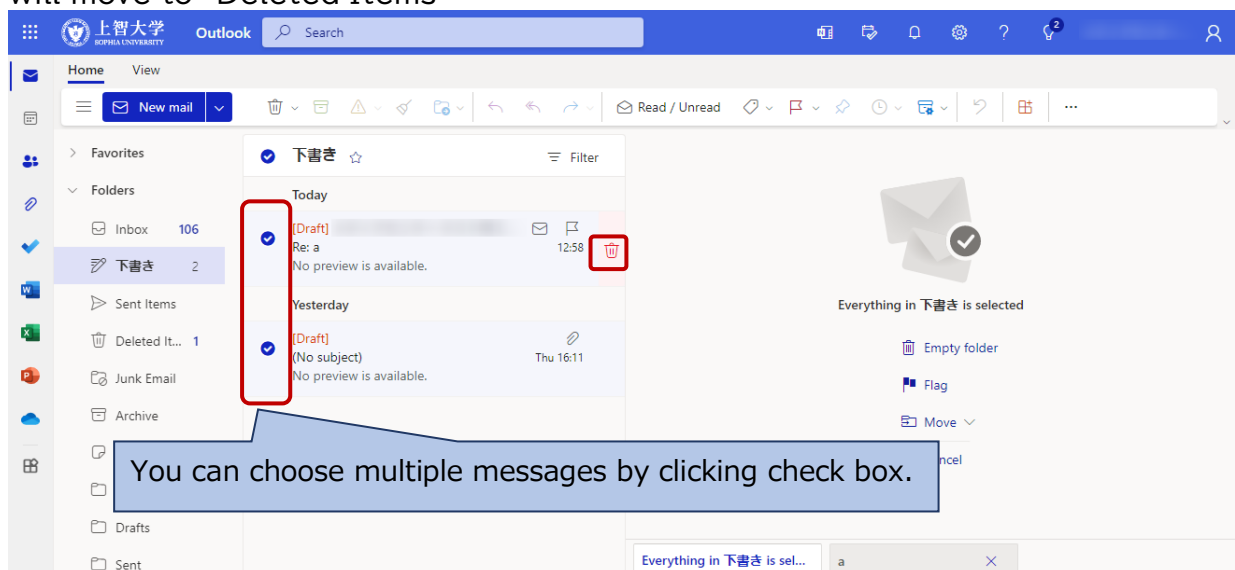 will move to "Deleted Items"
上智大学
SOPHIA UNIVERSITY
Outlook
Search
2
Home View
New mail
Read / Unread
Favorites
Folders
Inbox 106
下書き 2
Sent Items
Deleted It... 1
Junk Email
Archive
Drafts
Sent
下書き
Filter
Today
[Draft]
Re: a 12:58
No preview is available.
Yesterday
[Draft]
(No subject) Thu 16:11
No preview is available.
Everything in 下書き is selected
Empty folder
Flag
Move
ncel
You can choose multiple messages by clicking check box.
Everything in 下書き is sel... a